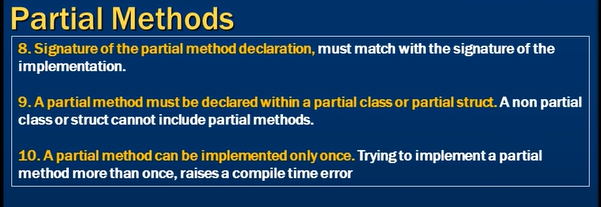 Partial Methods
8. Signature of the partial method declaration, must match with the signature of the
implementation.
9. A partial method must be declared within a partial class or partial struct. A non partial
class or struct cannot include partial methods.
10. A partial method can be implemented only once. Trying to implement a partial
method more than once, raises a compile time error